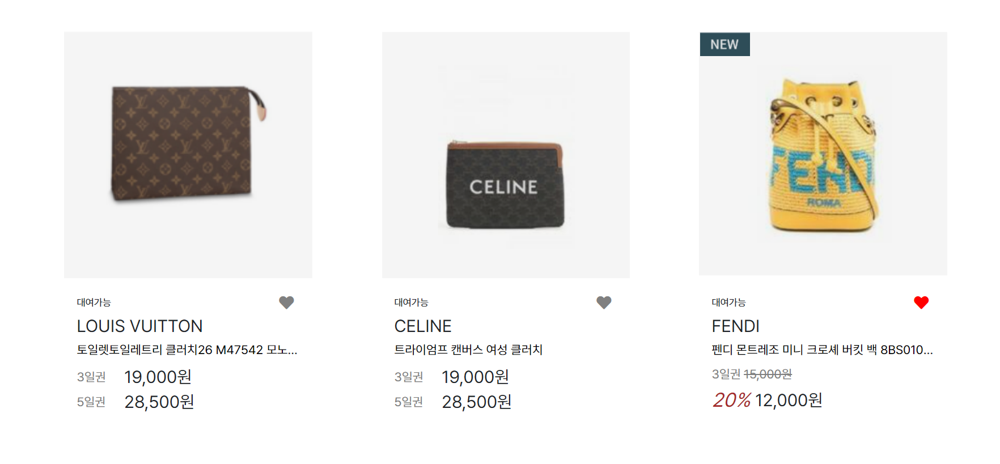 대여가능
LOUIS VUITTON
토일렛토일레트리 클러치26 M47542 모노...
3일권 19,000원
5일권 28,500원
CELINE
대여가능
CELINE
트라이엄프 캔버스 여성 클러치
3일권 19,000원
5일권 28,500원
NEW
FEND
ROMA
대여가능
FENDI
펜디 몬트레조 미니 크로셰 버킷 백 8BS010...
3일권 15,000원
20% 12,000원